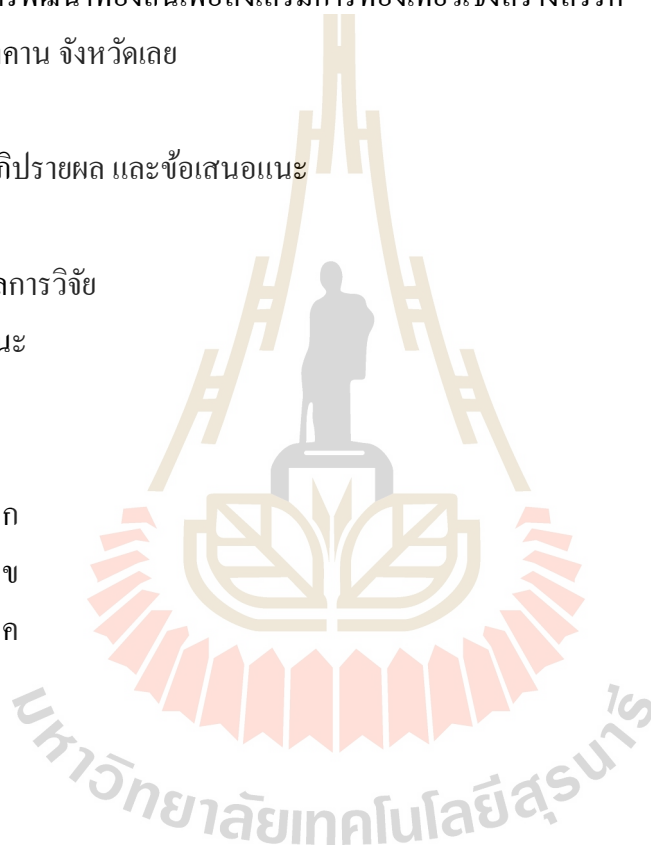 คาน จังหวัดเลย
ภิปรายผล และข้อเสนอแนะ
การวิจัย
นะ
ก
ข
ค
มหาวิทยาลัยเทคโนโลยีสุรนารี